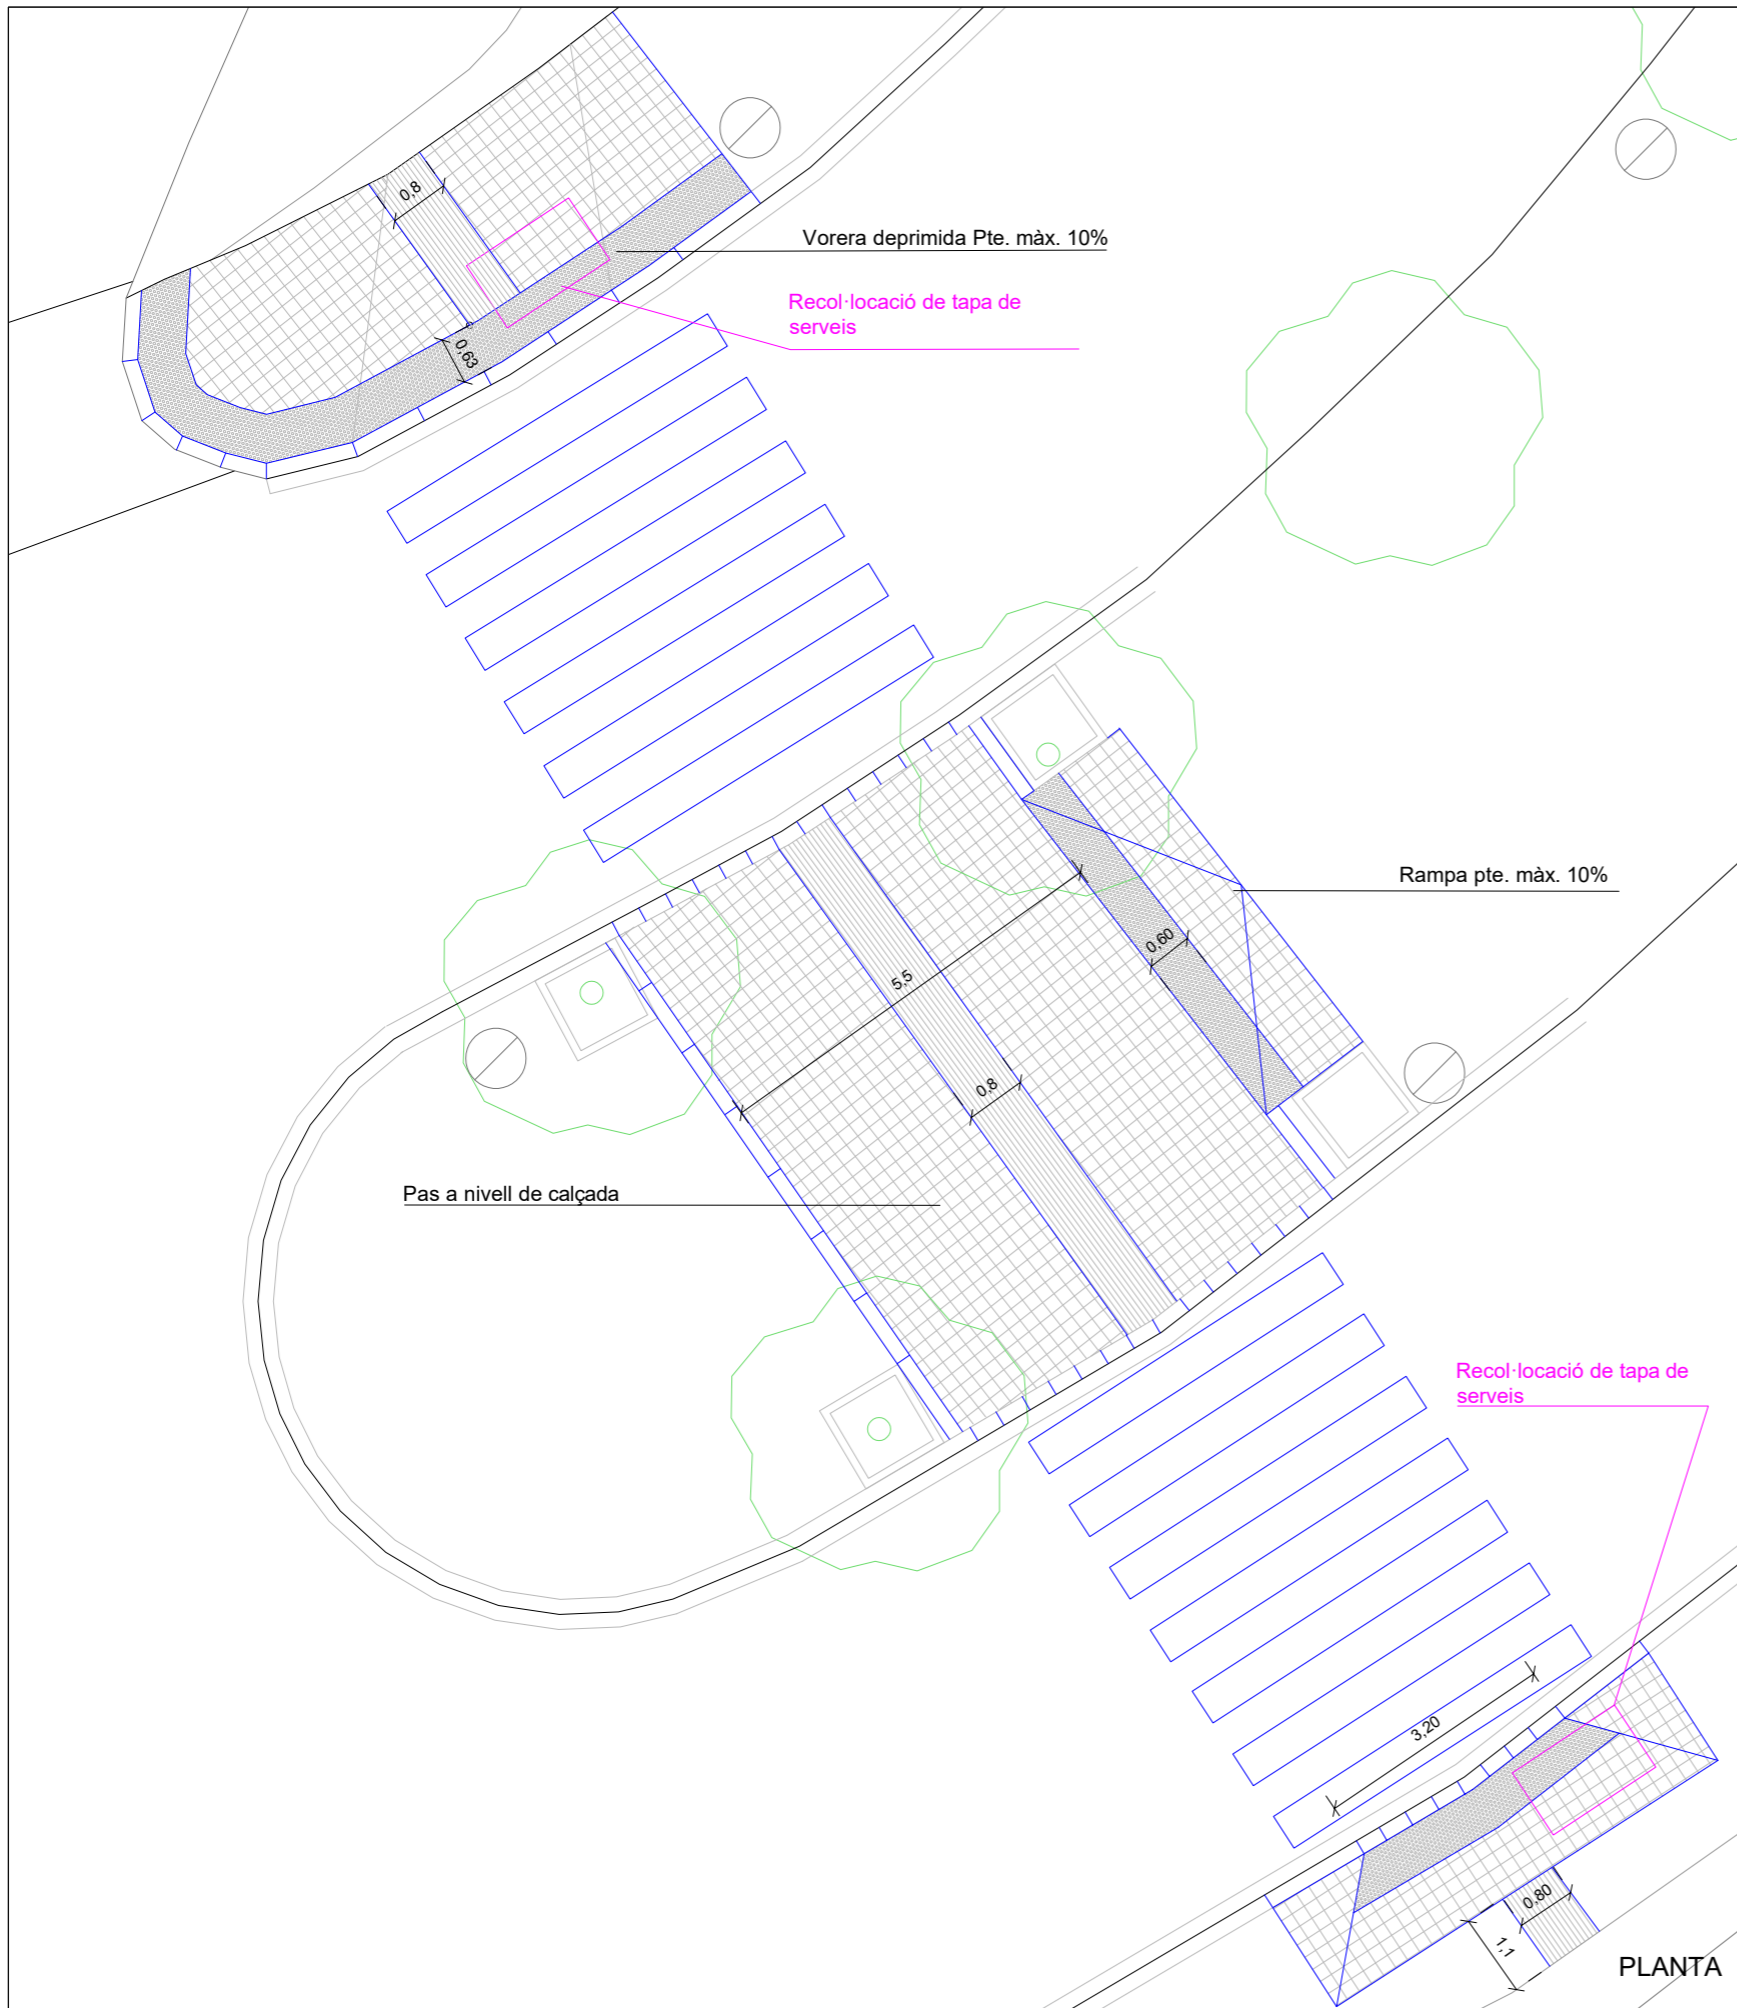 0,8
Vorera deprimida Pte. màx. 10%
Recol·locació de tapa de
serveis
0,63
Rampa pte. màx. 10%
0,60
5,5
0,8
Pas a nivell de calçada
Recol·locació de tapa de
serveis
3,20
0,80
1,1
PLANTA